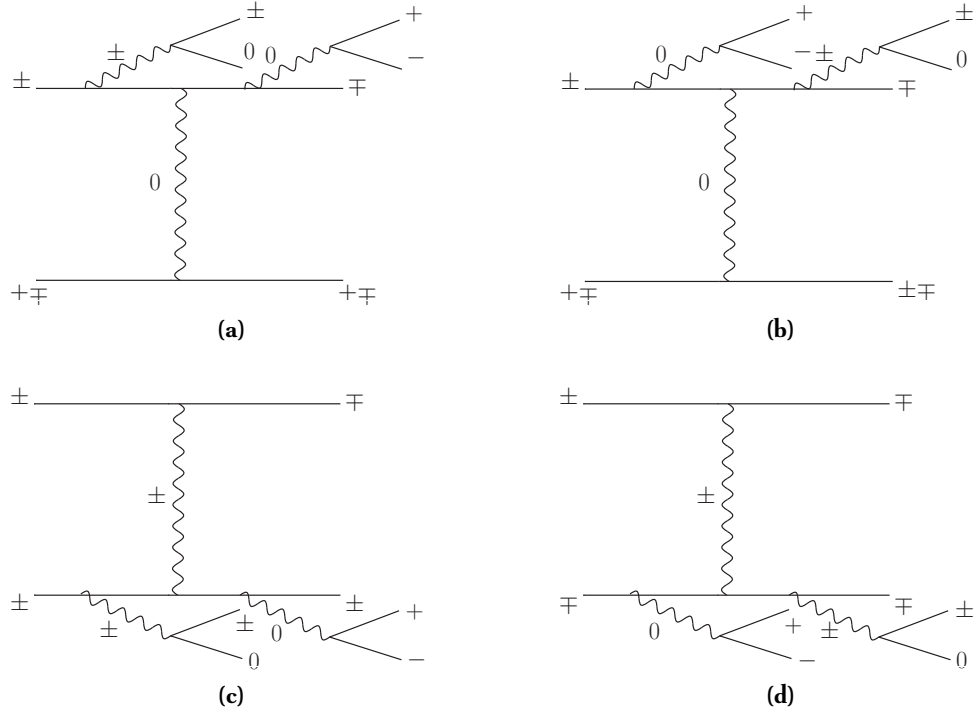 ± +
0 0 −
±
± ∓
0
+∓ +∓
(a)
+ ±
0 − ± 0
± ∓
0
+∓ ±∓
(b)
± ∓
±
± ±
± ± 0 +
0 −
(c)
± ∓
±
∓ ∓
0 + ± ±
− 0
(d)